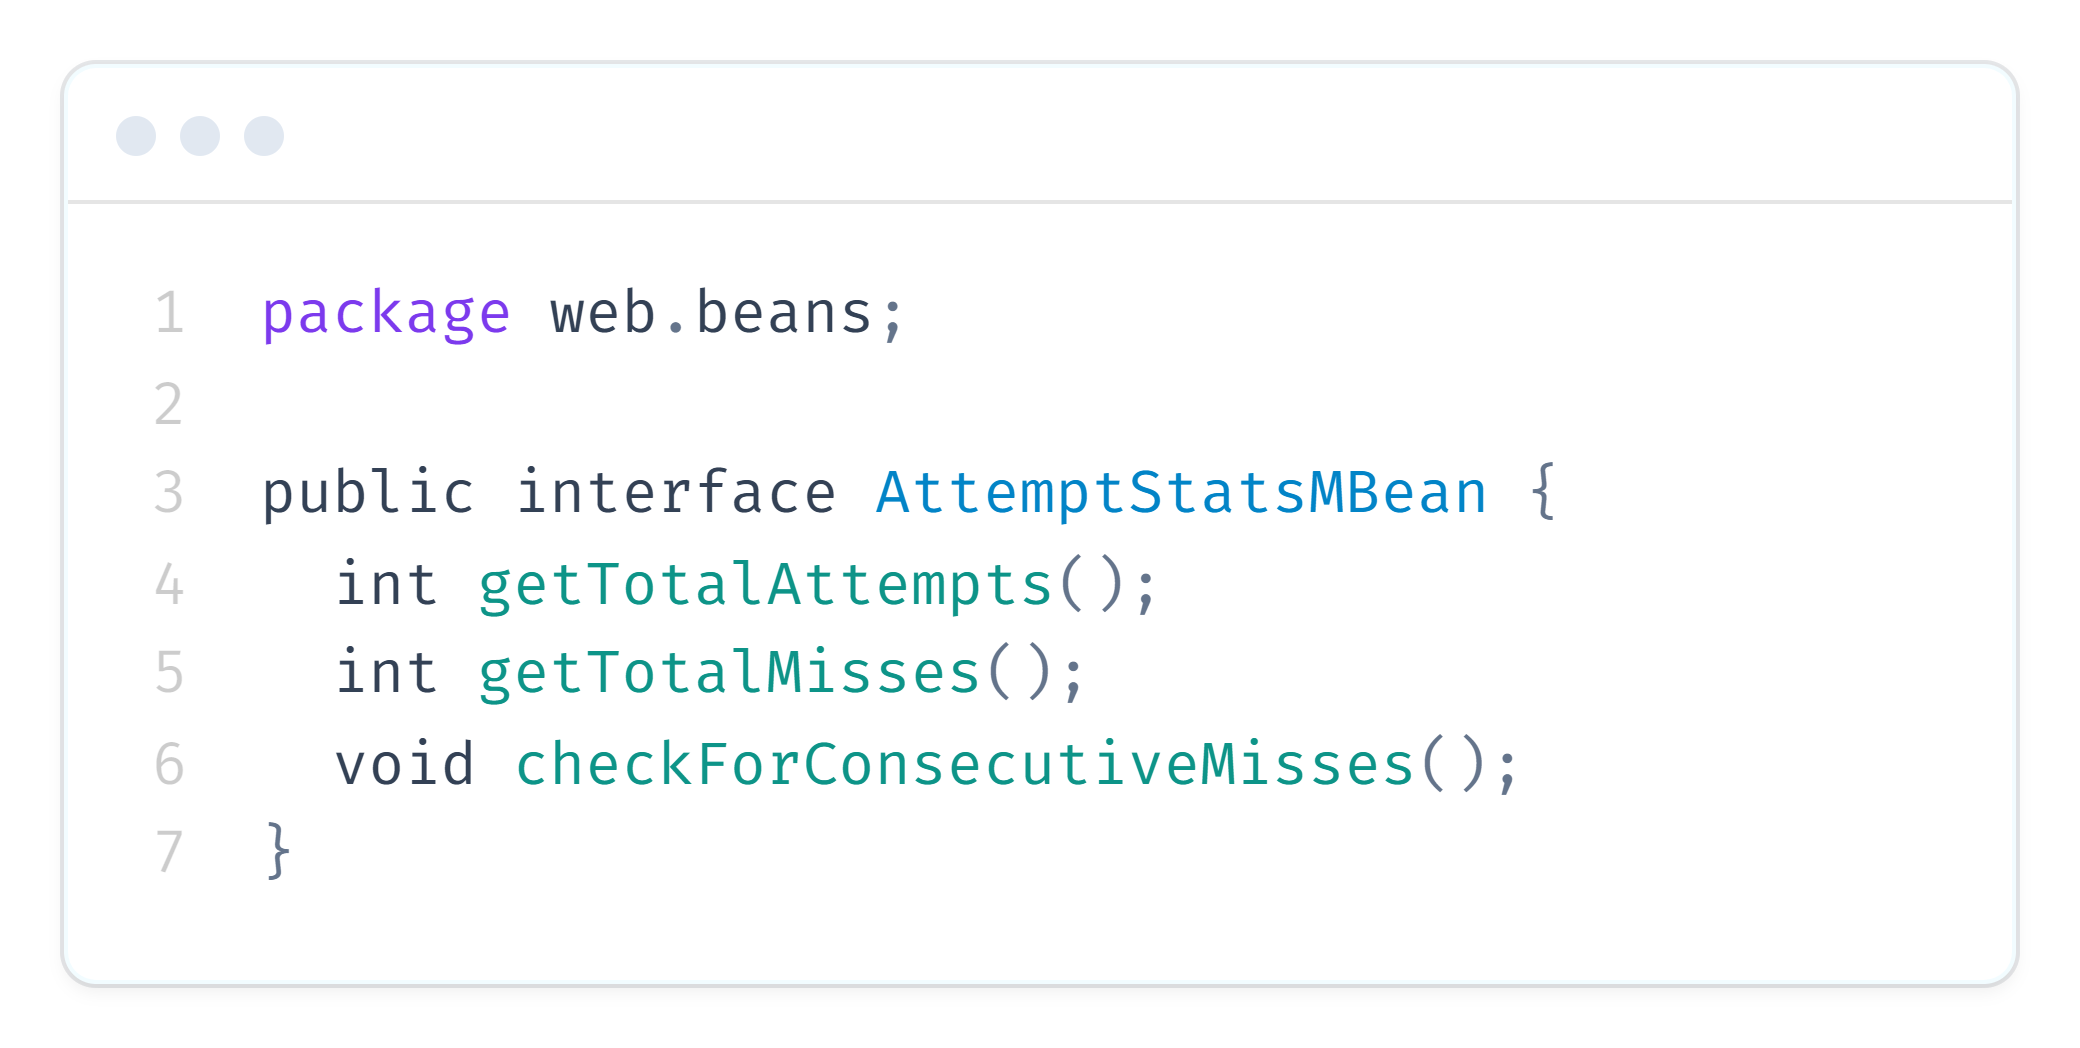 1 package web.beans;
2
3 public interface AttemptStatsMBean {
4   int getTotalAttempts();
5   int getTotalMisses();
6   void checkForConsecutiveMisses();
7 }